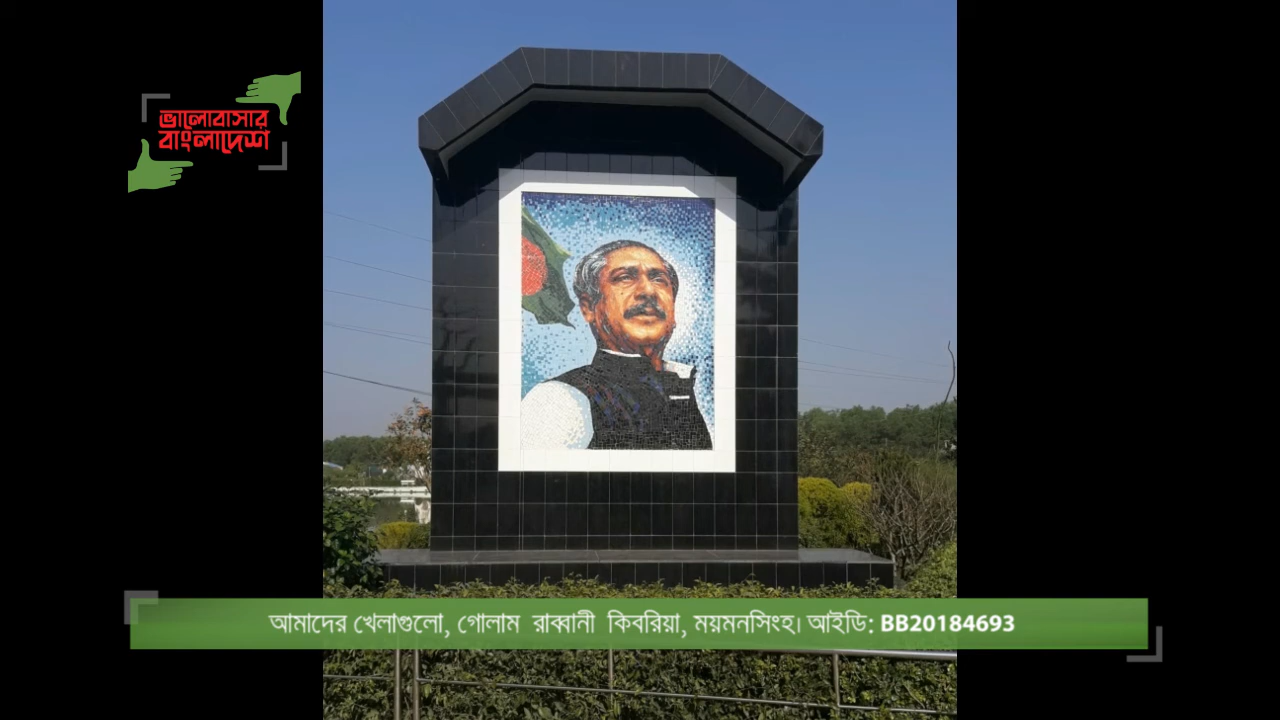 ভালোবাসার
বাংলাদেশ
আমাদের খেলাগুলো, গোলাম রাব্বানী কিবরিয়া, ময়মনসিংহ। আইডি: BB20184693